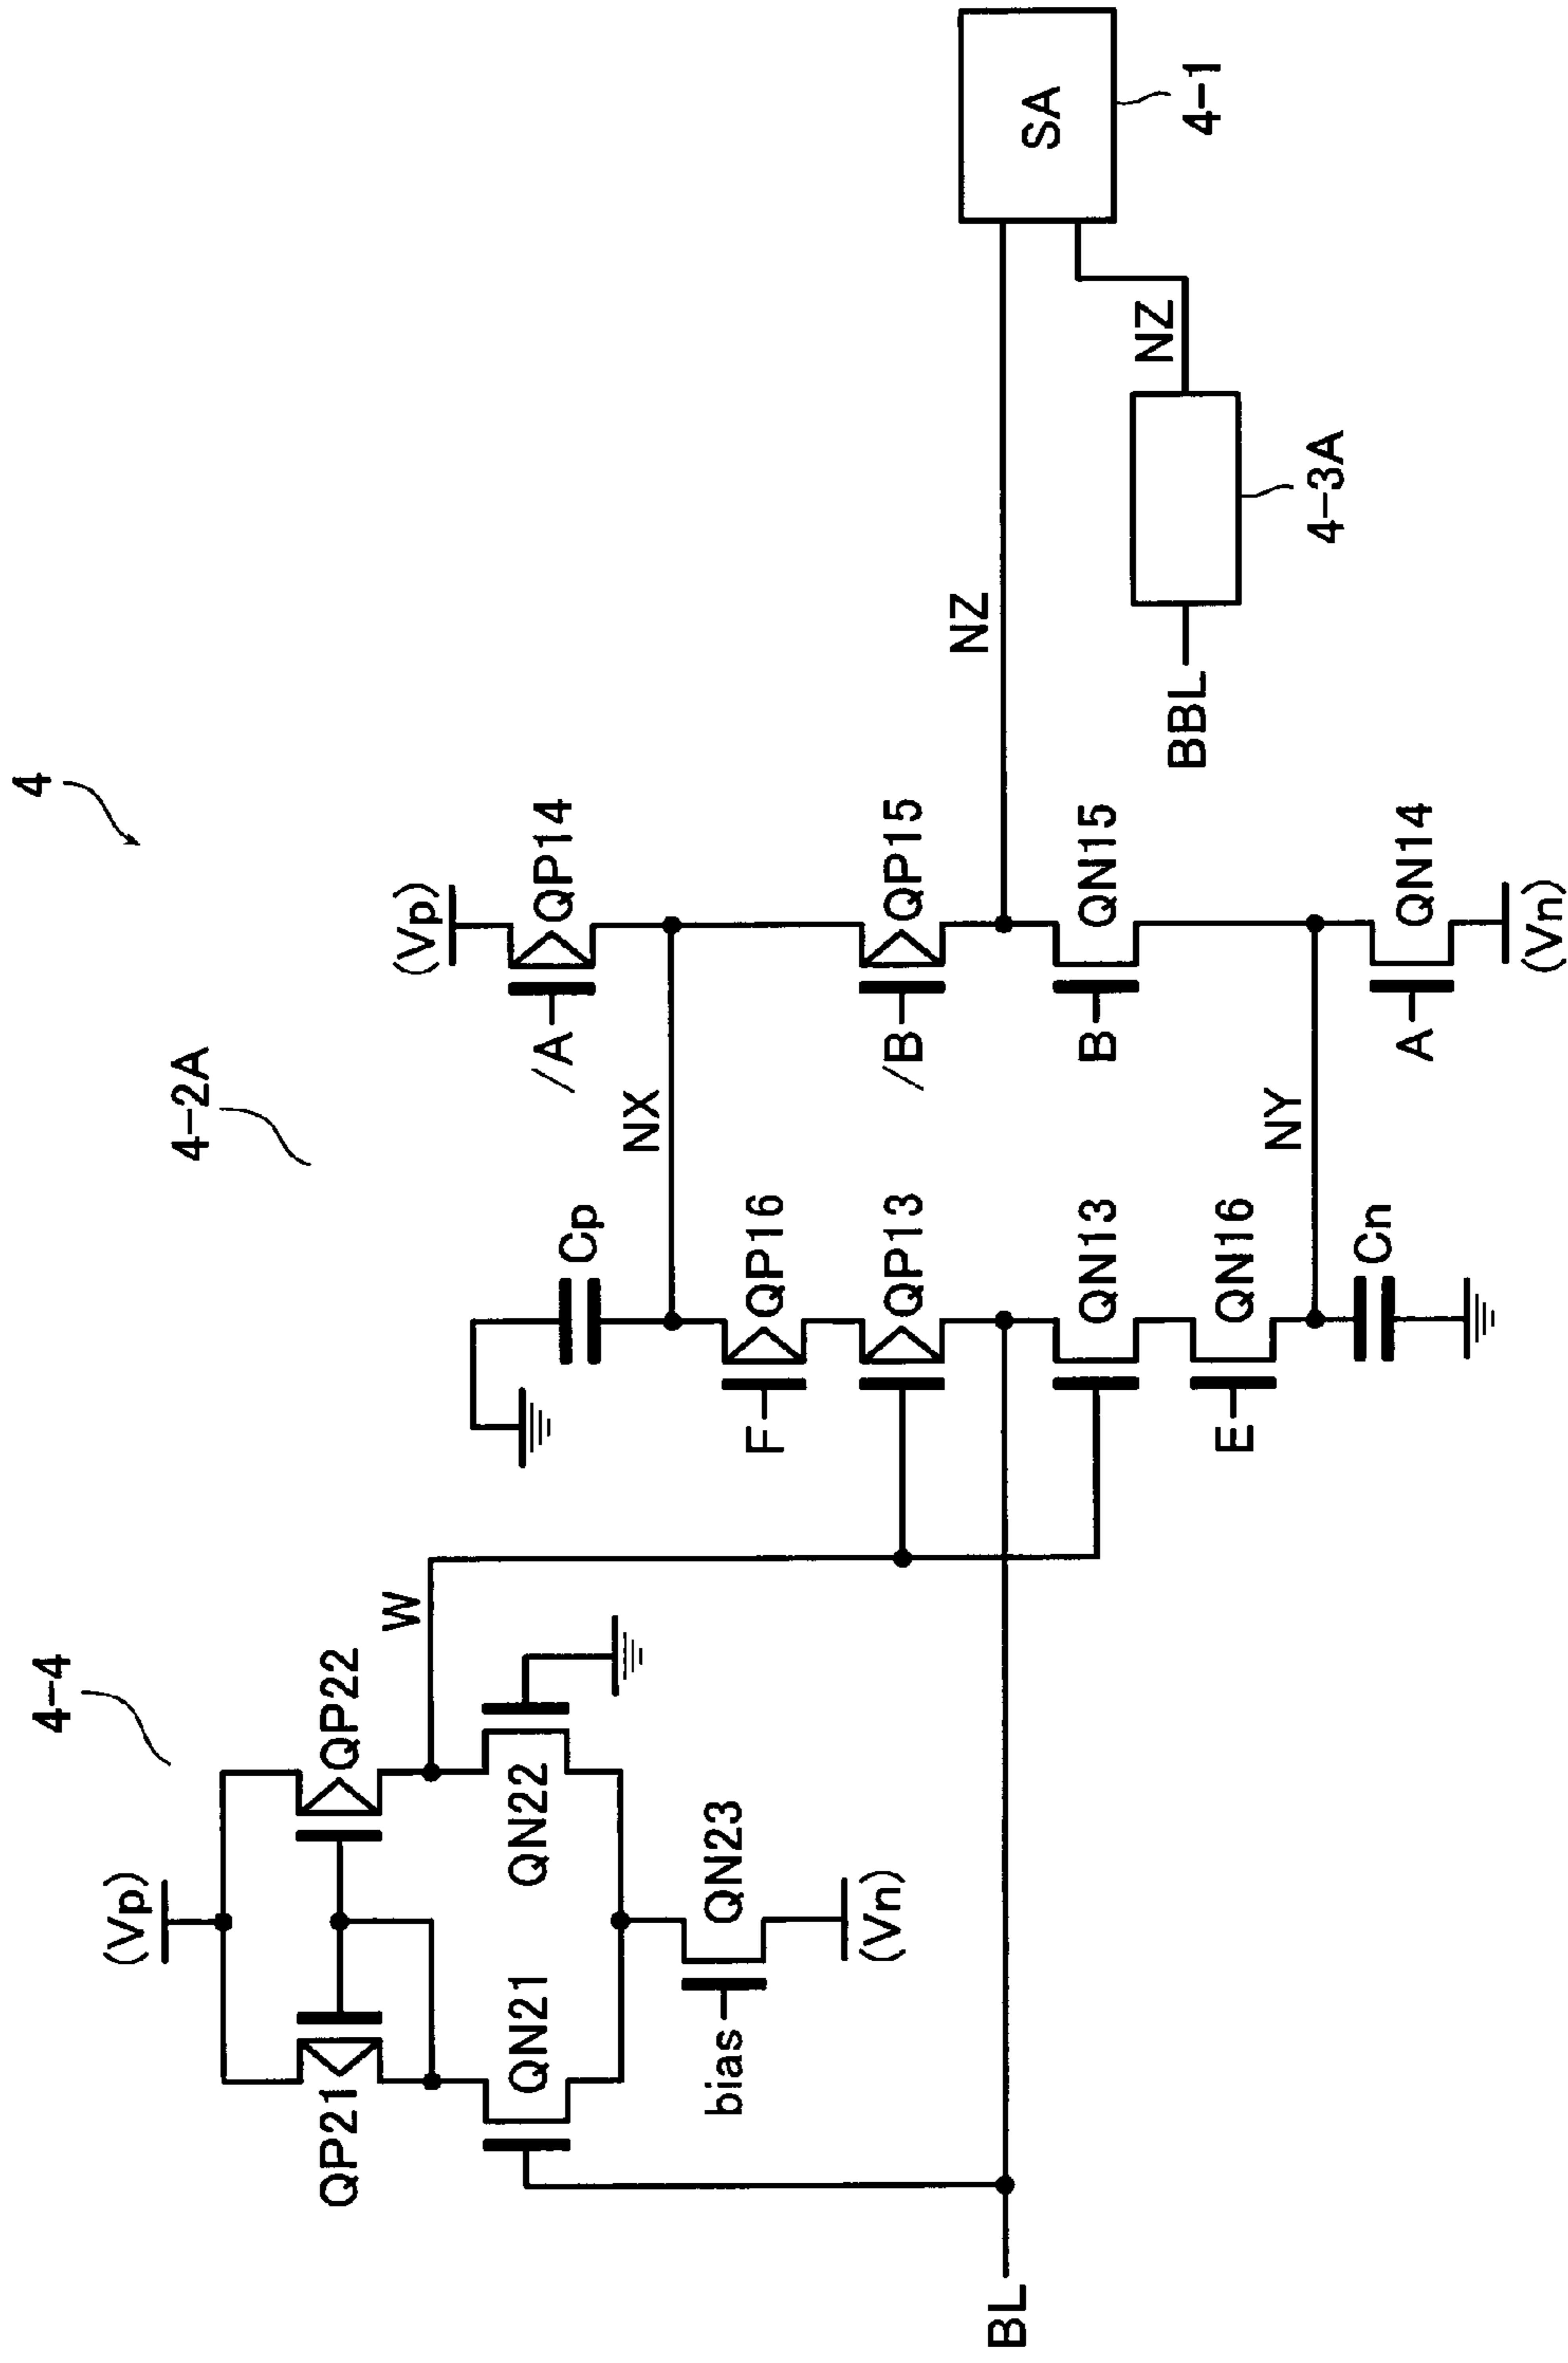 4
4-4
4-2A
(Vp)
QP21
QP22
W
QN21
QN22
bias
QN23
(Vn)
BL
Cp
NX
F
QP16
QP13
QN13
E
QN16
Cn
NY
(Vp)
/A
QP14
/B
QP15
B
QN15
A
QN14
(Vn)
NZ
BBL
4-3A
NZ
SA
4-1